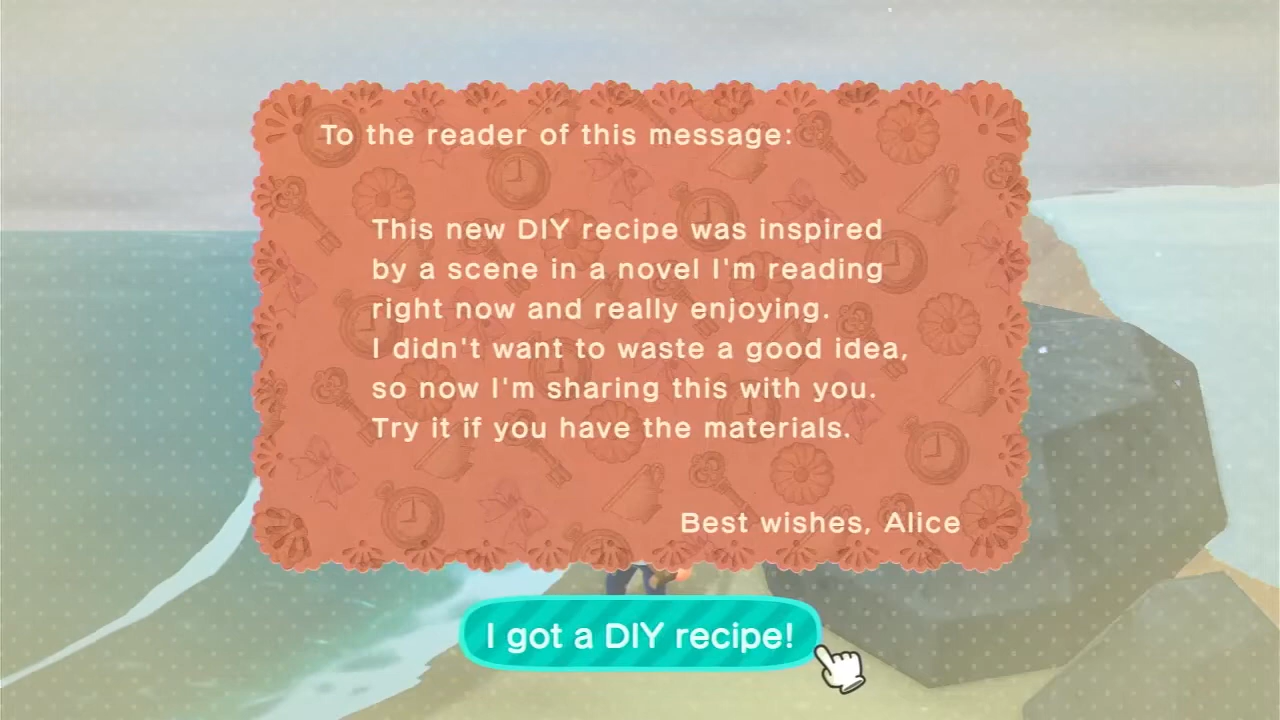 To the reader of this message:
This new DIY recipe was inspired
by a scene in a novel I'm reading
right now and really enjoying.
I didn't want to waste a good idea,
so now I'm sharing this with you.
Try it if you have the materials.
Best wishes, Alice
I got a DIY recipe!